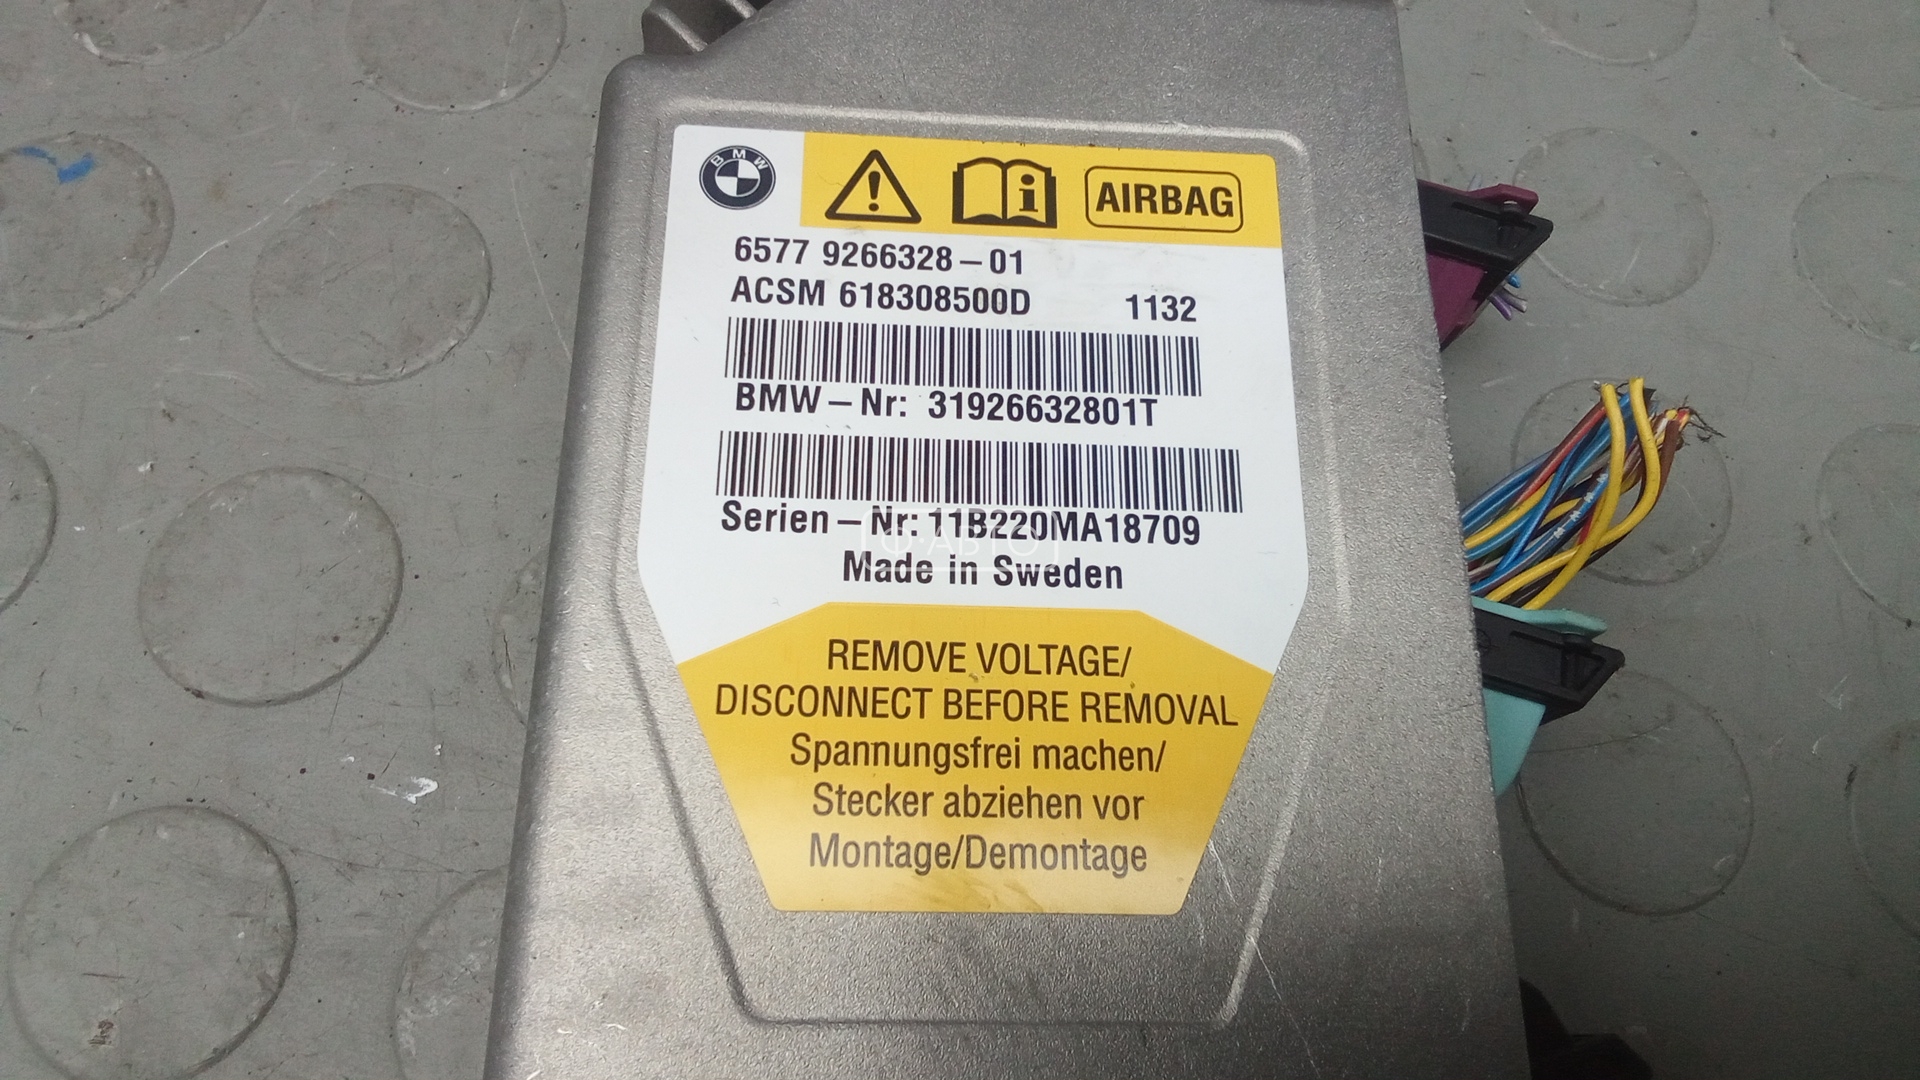 BMW
AIRBAG
6577 9266328-01
ACSM 618308500D 1132
BMW-Nr: 31926632801T
Serien-Nr: 11B220MA18709
Ф·АВТО
Made in Sweden
REMOVE VOLTAGE/
DISCONNECT BEFORE REMOVAL
Spannungsfrei machen/
Stecker abziehen vor
Montage/Demontage